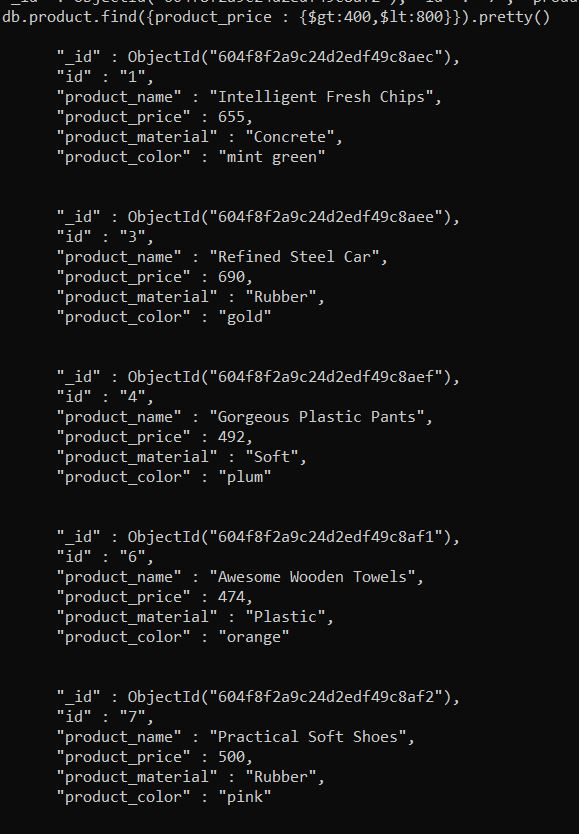 db.product.find({product_price : {$gt:400,$lt:800}}).pretty()
"_id" : ObjectId("604f8f2a9c24d2edf49c8aec"),
"id" : "1",
"product_name" : "Intelligent Fresh Chips",
"product_price" : 655,
"product_material" : "Concrete",
"product_color" : "mint green"
"_id" : ObjectId("604f8f2a9c24d2edf49c8aee"),
"id" : "3",
"product_name" : "Refined Steel Car",
"product_price" : 690,
"product_material" : "Rubber",
"product_color" : "gold"
"_id" : ObjectId("604f8f2a9c24d2edf49c8aef"),
"id" : "4",
"product_name" : "Gorgeous Plastic Pants",
"product_price" : 492,
"product_material" : "Soft",
"product_color" : "plum"
"_id" : ObjectId("604f8f2a9c24d2edf49c8af1"),
"id" : "6",
"product_name" : "Awesome Wooden Towels",
"product_price" : 474,
"product_material" : "Plastic",
"product_color" : "orange"
"_id" : ObjectId("604f8f2a9c24d2edf49c8af2"),
"id" : "7",
"product_name" : "Practical Soft Shoes",
"product_price" : 500,
"product_material" : "Rubber",
"product_color" : "pink"